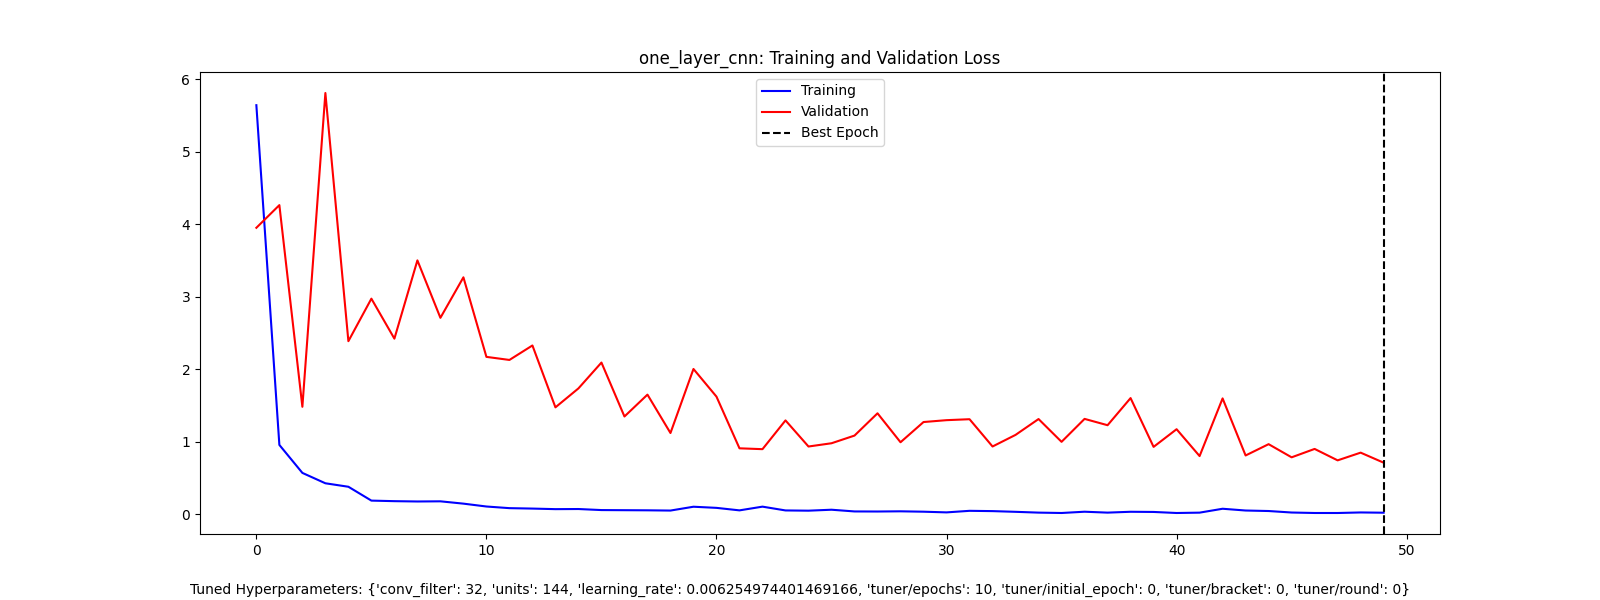 one_layer_cnn: Training and Validation Loss
Training
Validation
Best Epoch
6
5
4
3
2
1
0
0 10 20 30 40 50
Tuned Hyperparameters: {'conv_filter': 32, 'units': 144, 'learning_rate': 0.006254974401469166, 'tuner/epochs': 10, 'tuner/initial_epoch': 0, 'tuner/bracket': 0, 'tuner/round': 0}